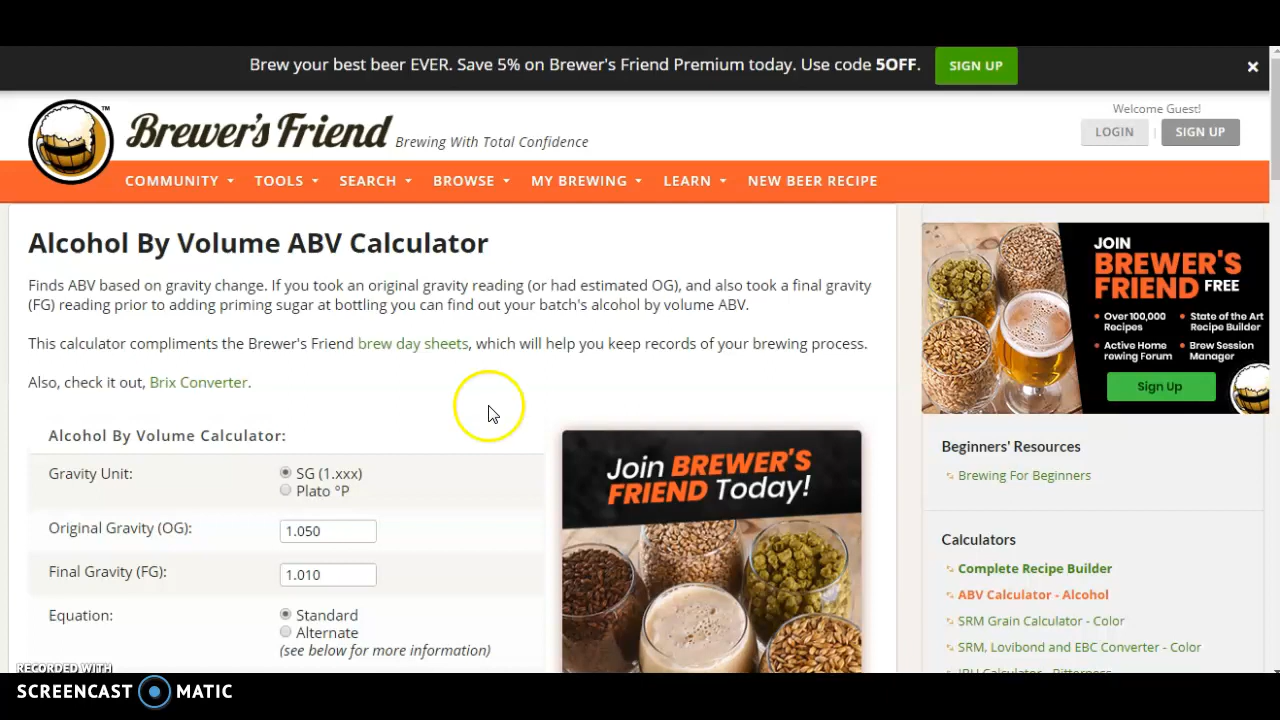 Brew your best beer EVER. Save 5% on Brewer's Friend Premium today. Use code 5OFF. SIGN UP ×
Welcome Guest!
Brewer's Friend ™ Brewing With Total Confidence
LOGIN | SIGN UP
COMMUNITY TOOLS SEARCH BROWSE MY BREWING LEARN NEW BEER RECIPE
Alcohol By Volume ABV Calculator
Finds ABV based on gravity change. If you took an original gravity reading (or had estimated OG), and also took a final gravity
(FG) reading prior to adding priming sugar at bottling you can find out your batch's alcohol by volume ABV.
This calculator compliments the Brewer's Friend brew day sheets, which will help you keep records of your brewing process.
Also, check it out, Brix Converter.
Alcohol By Volume Calculator:
Gravity Unit:
SG (1.xxx)
Plato °P
Original Gravity (OG):
1.050
Final Gravity (FG):
1.010
Equation:
Standard
Alternate
(see below for more information)
Join BREWER'S
FRIEND Today!
JOIN
BREWER'S
FRIEND FREE
• Over 100,000
Recipes
• State of the Art
Recipe Builder
• Active Home
rowing Forum
• Brew Session
Manager
Sign Up
Beginners' Resources
Brewing For Beginners
Calculators
Complete Recipe Builder
ABV Calculator - Alcohol
SRM Grain Calculator - Color
SRM, Lovibond and EBC Converter - Color
IBU Calculator - Bitterness
RECORDED WITH
SCREENCAST MATIC